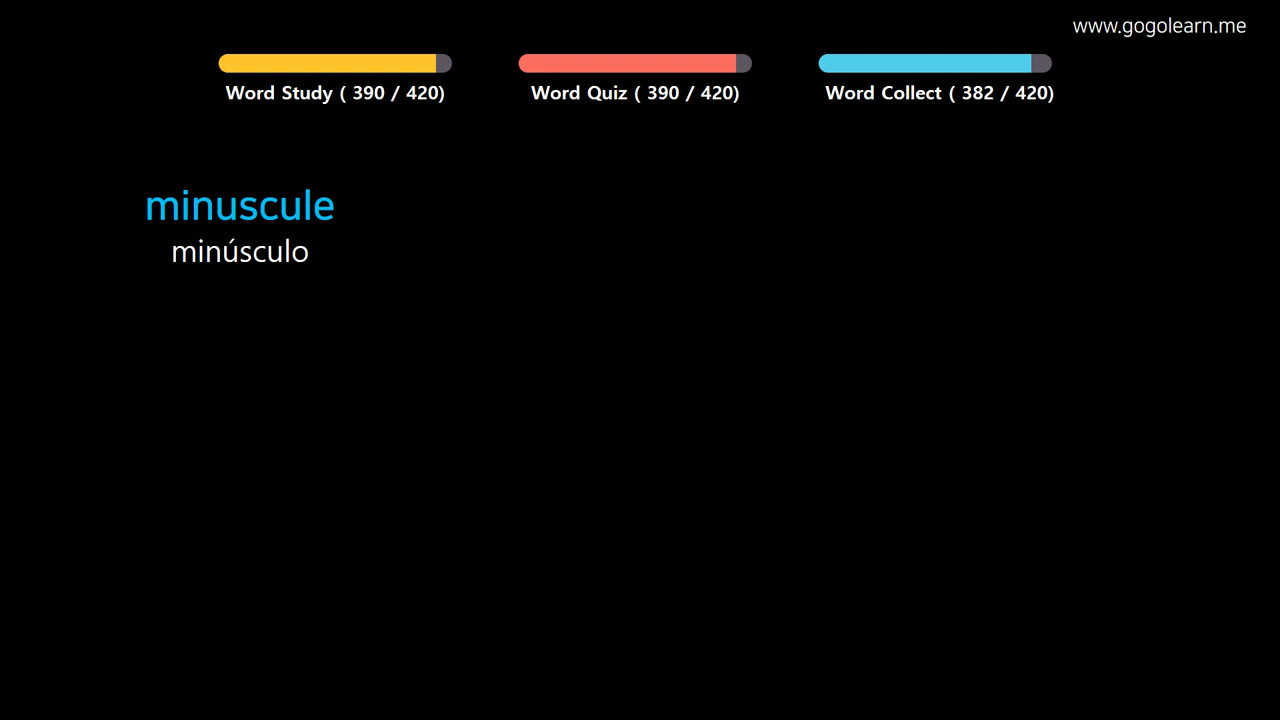 www.gogolearn.me
Word Study ( 390 / 420)
Word Quiz ( 390 / 420)
Word Collect ( 382 / 420)
minuscule
minúsculo